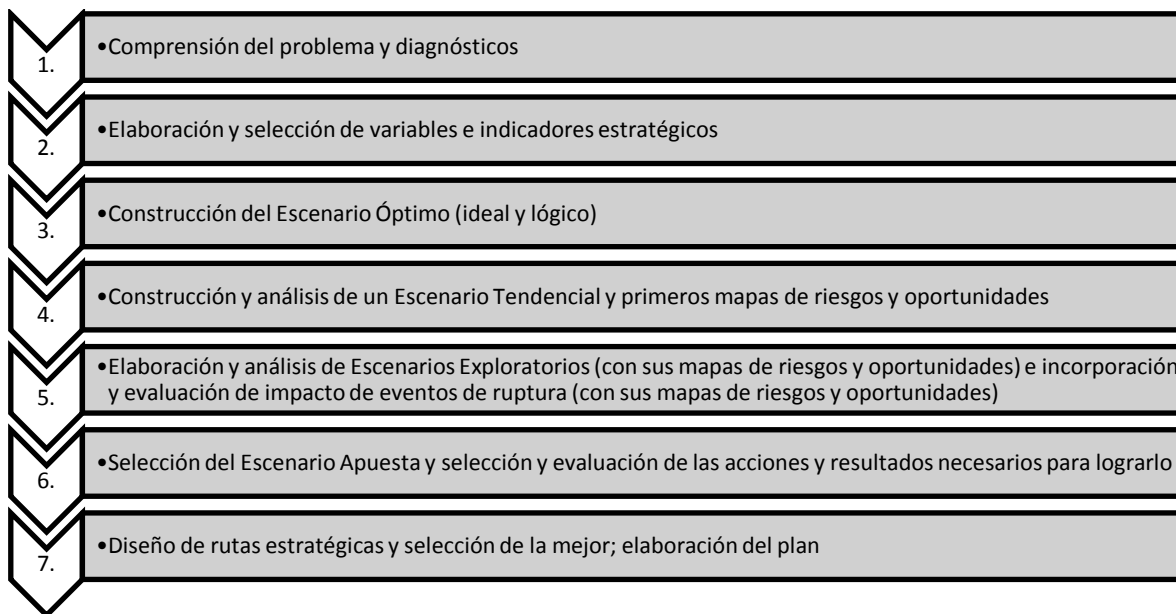 1.
•Comprensión del problema y diagnósticos
2.
•Elaboración y selección de variables e indicadores estratégicos
3.
•Construcción del Escenario Óptimo (ideal y lógico)
4.
•Construcción y análisis de un Escenario Tendencial y primeros mapas de riesgos y oportunidades
5.
•Elaboración y análisis de Escenarios Exploratorios (con sus mapas de riesgos y oportunidades) e incorporación
y evaluación de impacto de eventos de ruptura (con sus mapas de riesgos y oportunidades)
6.
•Selección del Escenario Apuesta y selección y evaluación de las acciones y resultados necesarios para lograrlo
7.
•Diseño de rutas estratégicas y selección de la mejor; elaboración del plan